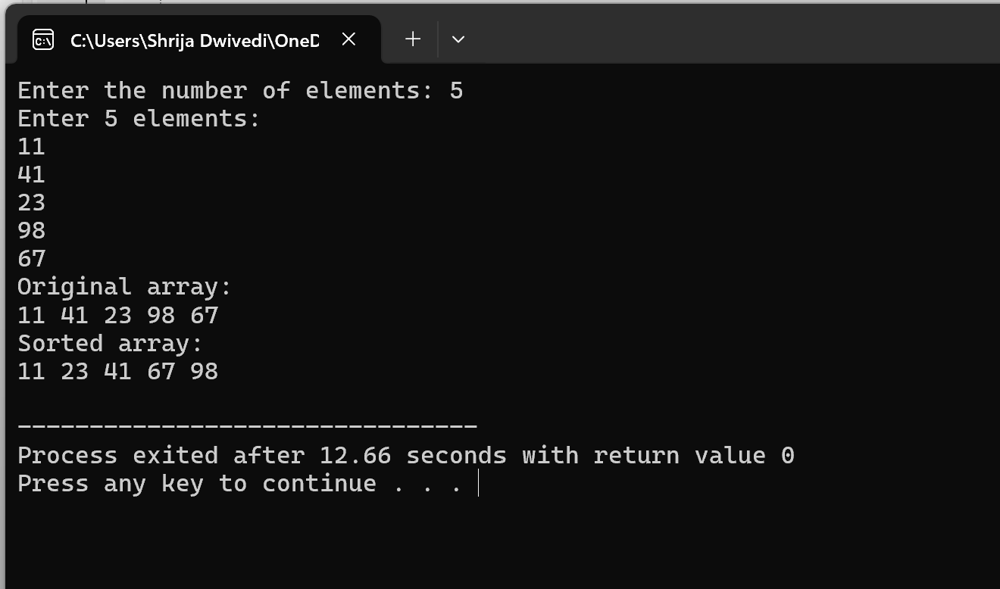 C:\Users\Shrija Dwivedi\OneD
Enter the number of elements: 5
Enter 5 elements:
11
41
23
98
67
Original array:
11 41 23 98 67
Sorted array:
11 23 41 67 98

--------------------------------
Process exited after 12.66 seconds with return value 0
Press any key to continue . . .